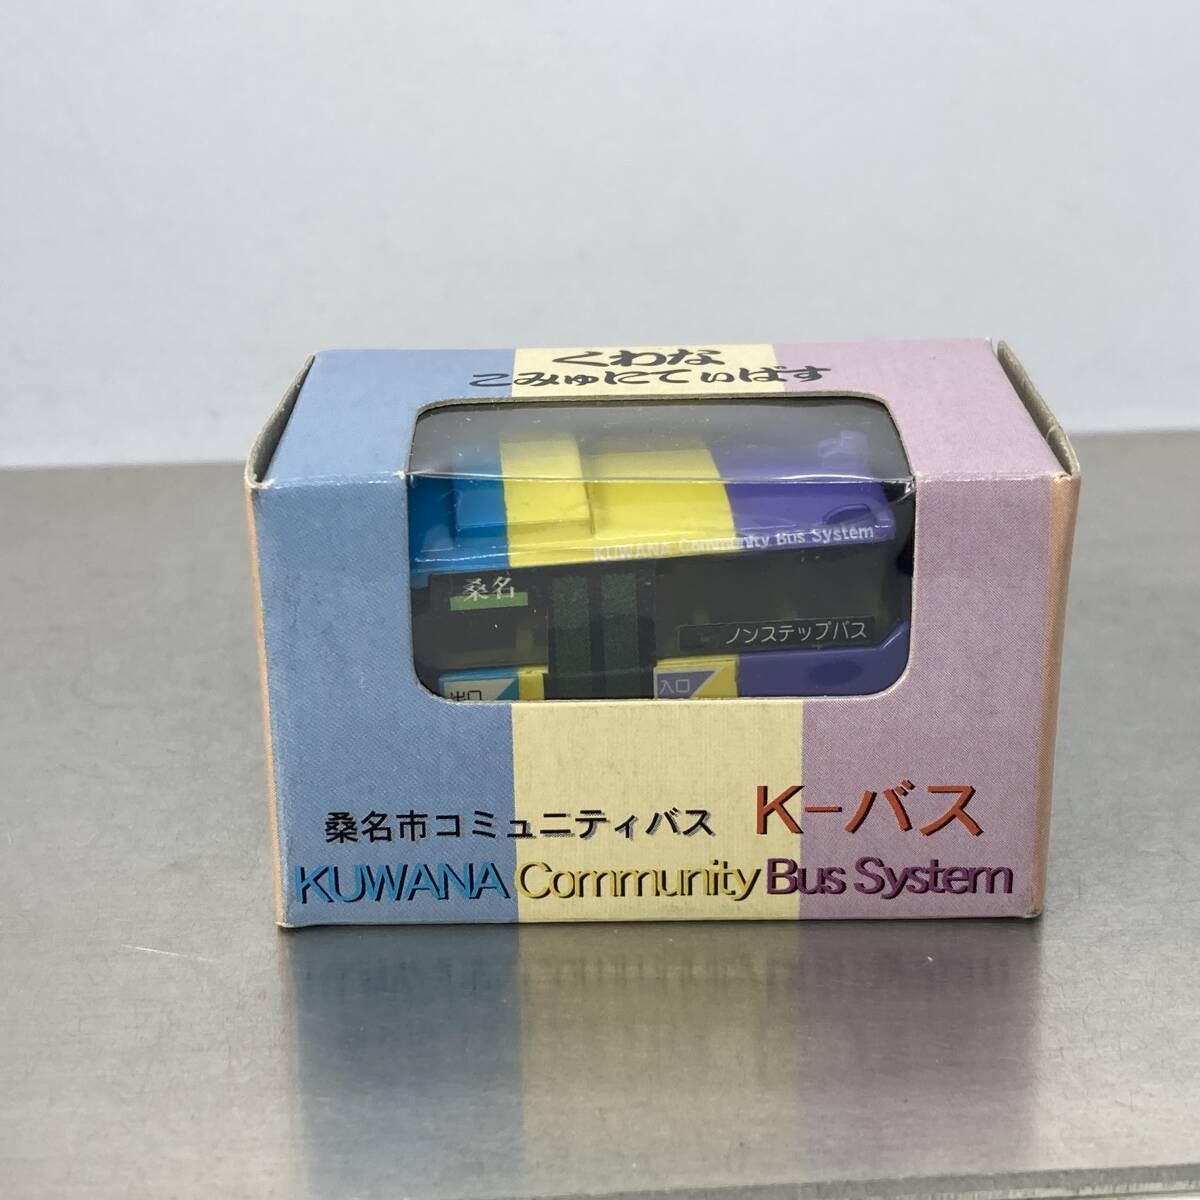 くわな
こみゅにてぃばす
KUWANA Community Bus System
桑名
ノンステップバス
出口
入口
桑名市コミュニティバス K-バス
KUWANA Community Bus System